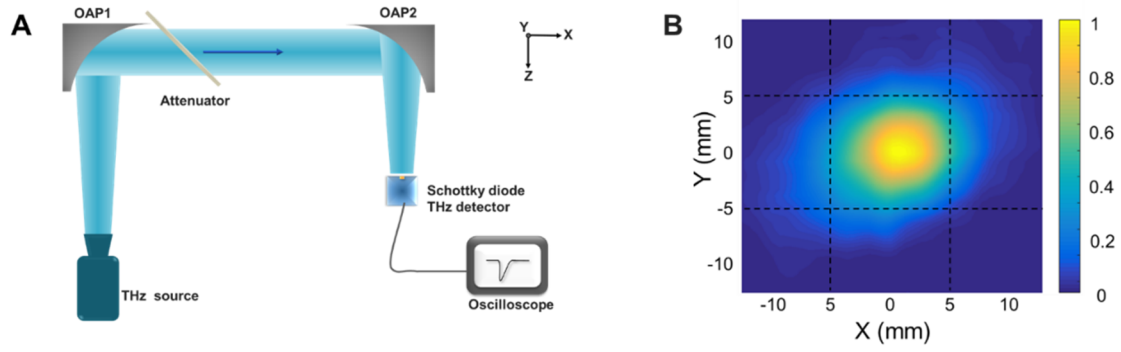 A
OAP1
OAP2
Attenuator
Y
X
Z
Schottky diode
THz detector
THz source
Oscilloscope
B
10
5
0
-5
-10
Y (mm)
-10
5
0
5
10
X (mm)
1
0.8
0.6
0.4
0.2
0